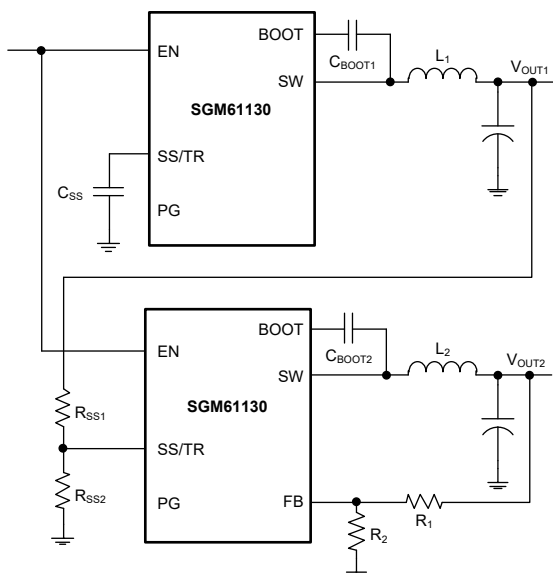 BOOT
EN
C_BOOT1
L_1
V_OUT1
SW
SGM61130
SS/TR
C_SS
PG
BOOT
EN
C_BOOT2
L_2
V_OUT2
SW
R_SS1
SGM61130
SS/TR
R_SS2
PG
FB
R_1
R_2